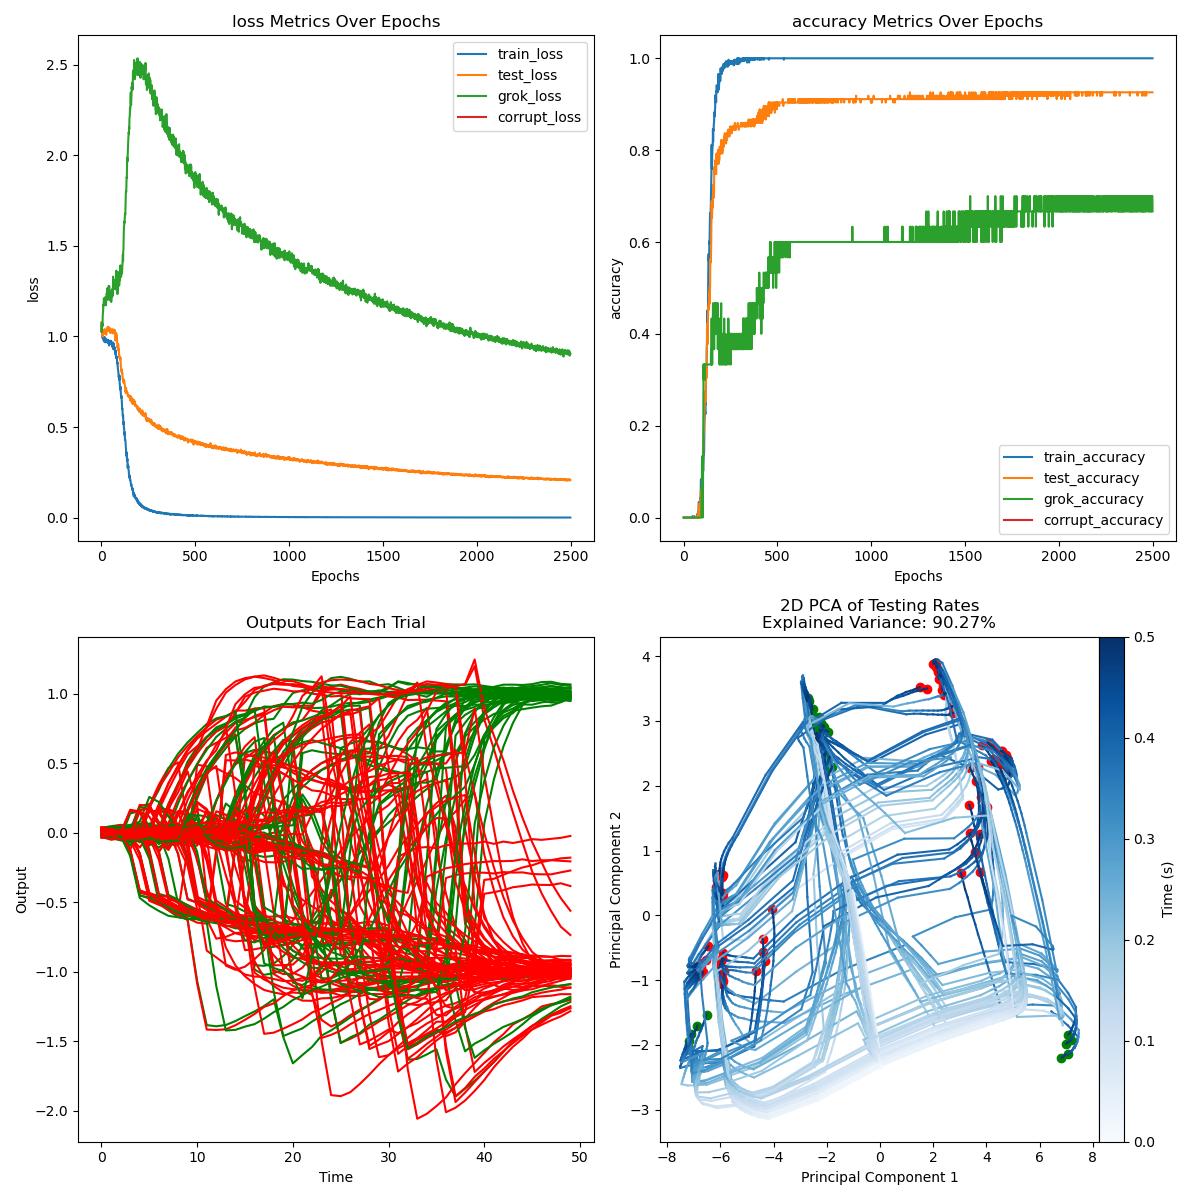 loss Metrics Over Epochs
2.5
2.0
1.5
1.0
0.5
0.0
loss
0
500
1000
1500
2000
2500
Epochs
train_loss
test_loss
grok_loss
corrupt_loss
accuracy Metrics Over Epochs
1.0
0.8
0.6
0.4
0.2
0.0
accuracy
0
500
1000
1500
2000
2500
Epochs
train_accuracy
test_accuracy
grok_accuracy
corrupt_accuracy
Outputs for Each Trial
1.0
0.5
0.0
−0.5
−1.0
−1.5
−2.0
Output
0
10
20
30
40
50
Time
2D PCA of Testing Rates
Explained Variance: 90.27%
4
3
2
1
0
−1
−2
−3
Principal Component 2
−8
−6
−4
−2
0
2
4
6
8
Principal Component 1
0.5
0.4
0.3
0.2
0.1
0.0
Time (s)